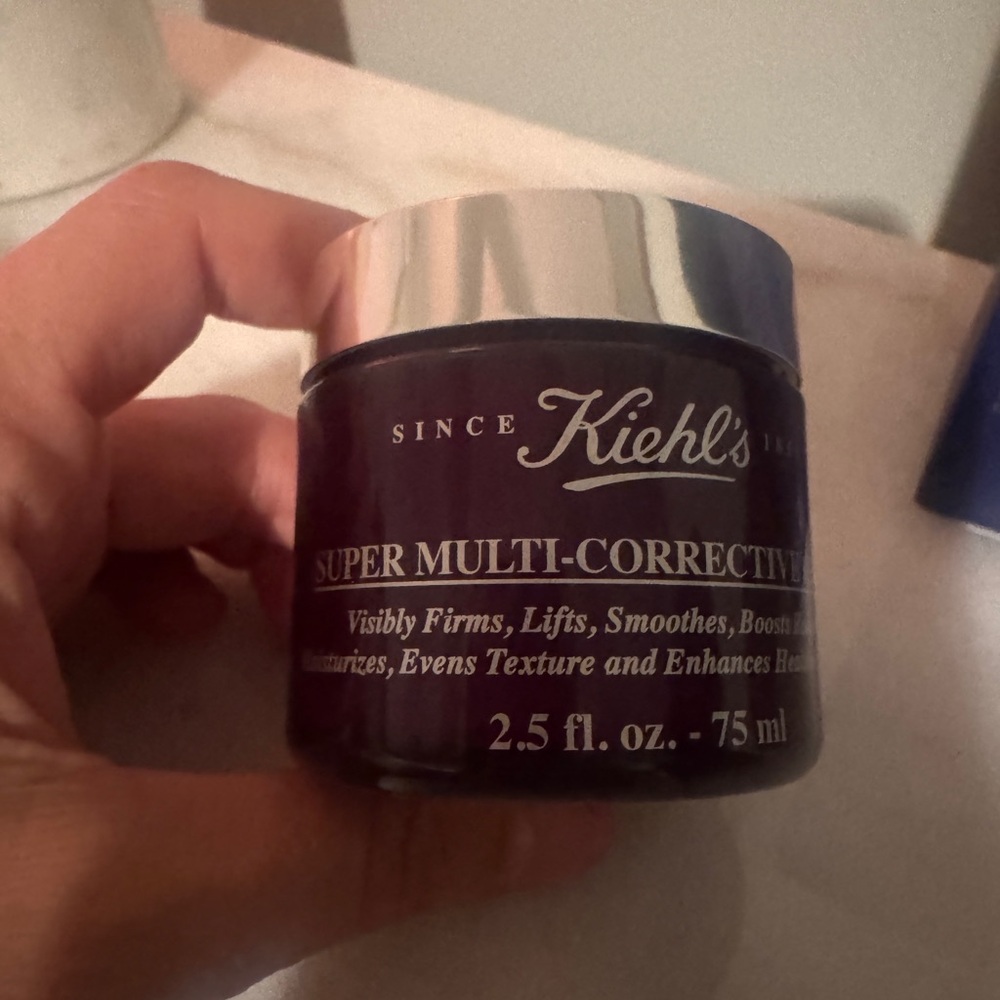 SINCE Kiehl's
SUPER MULTI-CORRECTIVE
Visibly Firms, Lifts, Smoothes, Boosts
Evens Texture and Enhances
2.5 fl. oz. - 75 ml